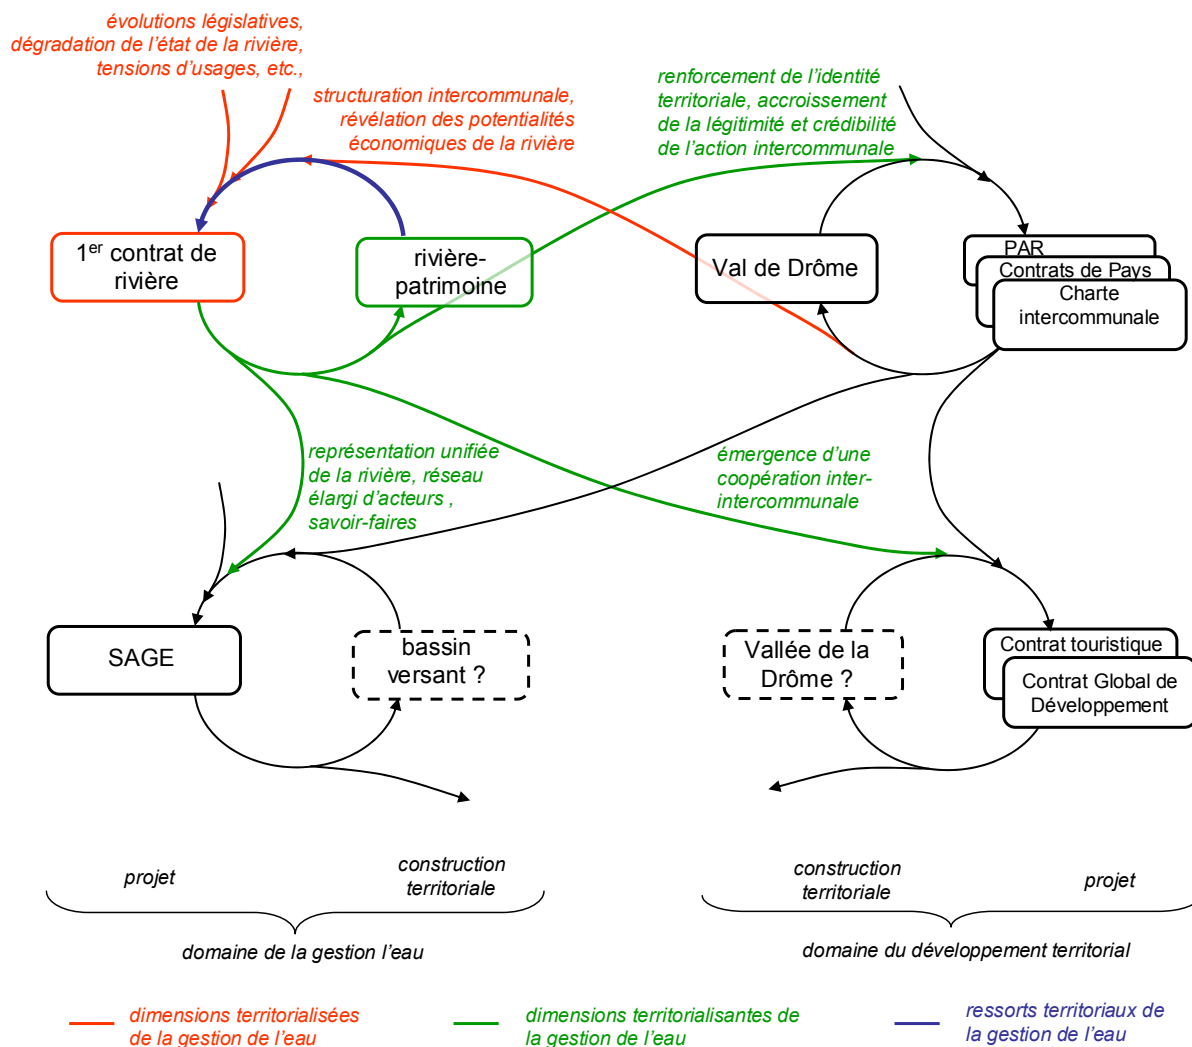 évolutions législatives,
dégradation de l'état de la rivière,
tensions d'usages, etc.,
structuration intercommunale,
révélation des potentialités
économiques de la rivière
renforcement de l'identité
territoriale, accroissement
de la légitimité et crédibilité
de l'action intercommunale
1er contrat de
rivière
rivière-
patrimoine
Val de Drôme
PAR
Contrats de Pays
Charte
intercommunale
représentation unifiée
de la rivière, réseau
élargi d'acteurs ,
savoir-faires
émergence d'une
coopération inter-
intercommunale
SAGE
bassin
versant ?
Vallée de la
Drôme ?
Contrat touristique
Contrat Global de
Développement
projet
construction
territoriale
construction
territoriale
projet
domaine de la gestion l'eau
domaine du développement territorial
dimensions territorialisées
de la gestion de l'eau
dimensions territorialisantes de
la gestion de l'eau
ressorts territoriaux de
la gestion de l'eau